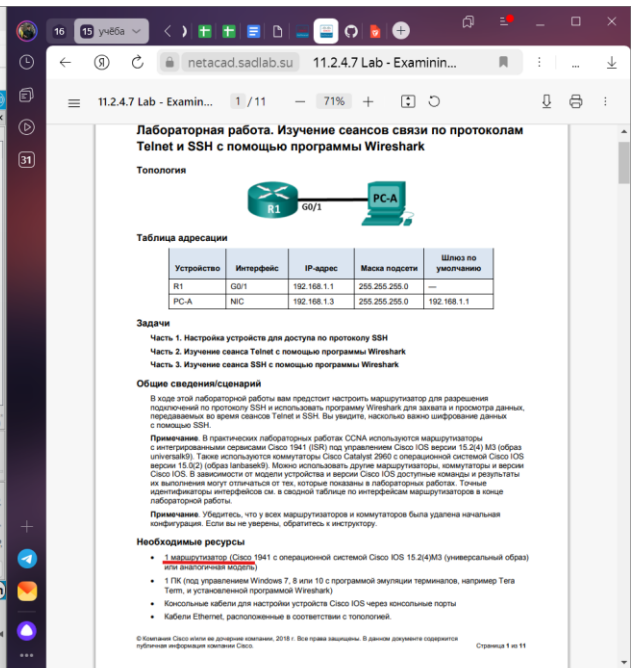 16
15 учёба
netacad.sadlab.su 11.2.4.7 Lab - Examinin...
11.2.4.7 Lab - Examin... 1 / 11 — 71% +
31
Лабораторная работа. Изучение сеансов связи по протоколам
Telnet и SSH с помощью программы Wireshark
Топология
R1 G0/1 PC-A
Таблица адресации
Устройство Интерфейс IP-адрес Маска подсети Шлюз по
умолчанию
R1 G0/1 192.168.1.1 255.255.255.0 —
PC-A NIC 192.168.1.3 255.255.255.0 192.168.1.1
Задачи
Часть 1. Настройка устройств для доступа по протоколу SSH
Часть 2. Изучение сеанса Telnet с помощью программы Wireshark
Часть 3. Изучение сеанса SSH с помощью программы Wireshark
Общие сведения/сценарий
В ходе этой лабораторной работы вам предстоит настроить маршрутизатор для разрешения
подключений по протоколу SSH и использовать программу Wireshark для захвата и просмотра данных,
передаваемых во время сеансов Telnet и SSH. Вы увидите, насколько важно шифрование данных
с помощью SSH.
Примечание. В практических лабораторных работах CCNA используются маршрутизаторы
с интегрированными сервисами Cisco 1941 (ISR) под управлением Cisco IOS версии 15.2(4) M3 (образ
universalk9). Также используются коммутаторы Cisco Catalyst 2960 с операционной системой Cisco IOS
версии 15.0(2) (образ lanbasek9). Можно использовать другие маршрутизаторы, коммутаторы и версии
Cisco IOS. В зависимости от модели устройства и версии Cisco IOS доступные команды и результаты
их выполнения могут отличаться от тех, которые показаны в лабораторных работах. Точные
идентификаторы интерфейсов см. в сводной таблице по интерфейсам маршрутизаторов в конце
лабораторной работы.
Примечание. Убедитесь, что у всех маршрутизаторов и коммутаторов была удалена начальная
конфигурация. Если вы не уверены, обратитесь к инструктору.
Необходимые ресурсы
• 1 маршрутизатор (Cisco 1941 с операционной системой Cisco IOS 15.2(4)M3 (универсальный образ)
или аналогичная модель)
• 1 ПК (под управлением Windows 7, 8 или 10 с программой эмуляции терминалов, например Tera
Term, и установленной программой Wireshark)
• Консольные кабели для настройки устройств Cisco IOS через консольные порты
• Кабели Ethernet, расположенные в соответствии с топологией.
© Компания Cisco и/или ее дочерние компании, 2018 г. Все права защищены. В данном документе содержится
публичная информация компании Cisco. Страница 1 из 11